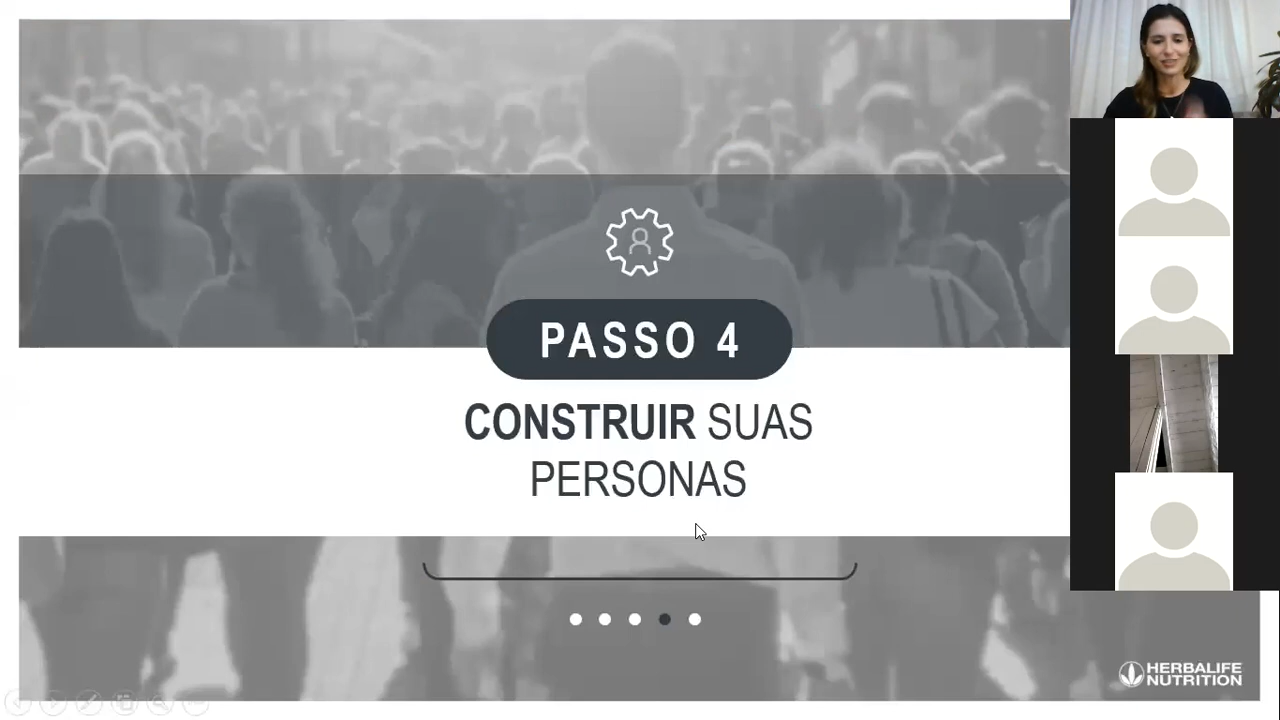 PASSO 4
CONSTRUIR SUAS
PERSONAS
HERBALIFE
NUTRITION